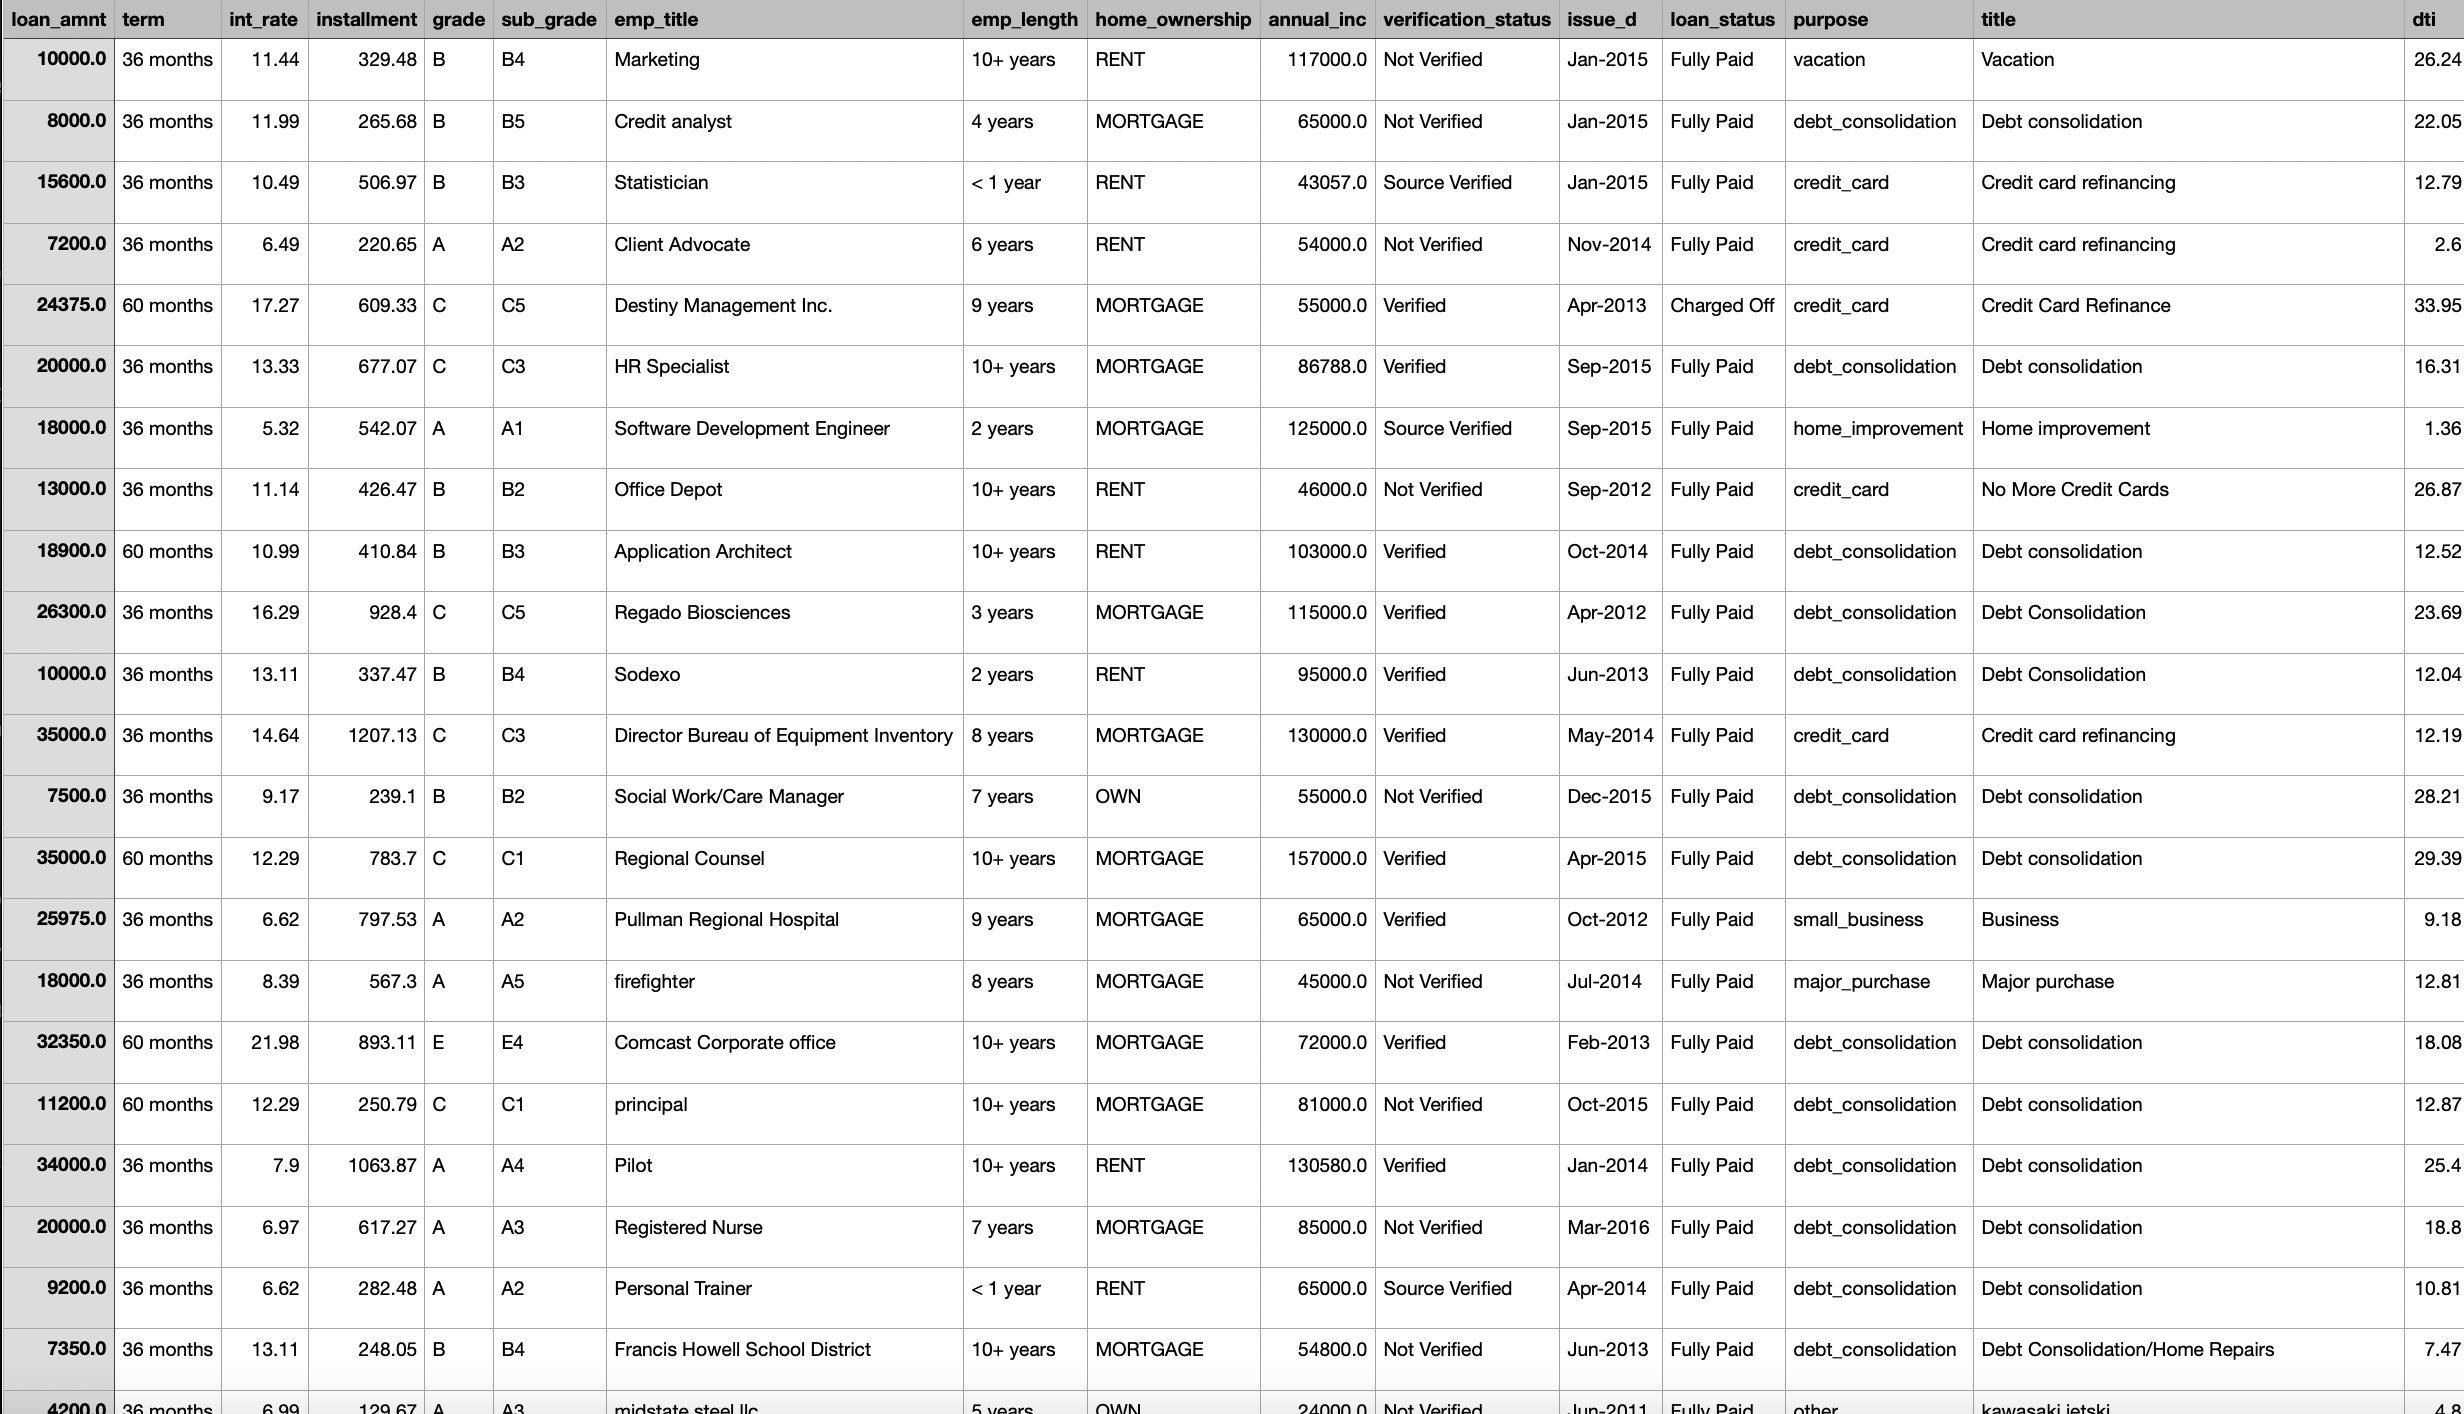 loan_amnt term int_rate installment grade sub_grade emp_title emp_length home_ownership annual_inc verification_status issue_d loan_status purpose title dti
10000.0 36 months 11.44 329.48 B B4 Marketing 10+ years RENT 117000.0 Not Verified Jan-2015 Fully Paid vacation Vacation 26.24
8000.0 36 months 11.99 265.68 B B5 Credit analyst 4 years MORTGAGE 65000.0 Not Verified Jan-2015 Fully Paid debt_consolidation Debt consolidation 22.05
15600.0 36 months 10.49 506.97 B B3 Statistician < 1 year RENT 43057.0 Source Verified Jan-2015 Fully Paid credit_card Credit card refinancing 12.79
7200.0 36 months 6.49 220.65 A A2 Client Advocate 6 years RENT 54000.0 Not Verified Nov-2014 Fully Paid credit_card Credit card refinancing 2.6
24375.0 60 months 17.27 609.33 C C5 Destiny Management Inc. 9 years MORTGAGE 55000.0 Verified Apr-2013 Charged Off credit_card Credit Card Refinance 33.95
20000.0 36 months 13.33 677.07 C C3 HR Specialist 10+ years MORTGAGE 86788.0 Verified Sep-2015 Fully Paid debt_consolidation Debt consolidation 16.31
18000.0 36 months 5.32 542.07 A A1 Software Development Engineer 2 years MORTGAGE 125000.0 Source Verified Sep-2015 Fully Paid home_improvement Home improvement 1.36
13000.0 36 months 11.14 426.47 B B2 Office Depot 10+ years RENT 46000.0 Not Verified Sep-2012 Fully Paid credit_card No More Credit Cards 26.87
18900.0 60 months 10.99 410.84 B B3 Application Architect 10+ years RENT 103000.0 Verified Oct-2014 Fully Paid debt_consolidation Debt consolidation 12.52
26300.0 36 months 16.29 928.4 C C5 Regado Biosciences 3 years MORTGAGE 115000.0 Verified Apr-2012 Fully Paid debt_consolidation Debt Consolidation 23.69
10000.0 36 months 13.11 337.47 B B4 Sodexo 2 years RENT 95000.0 Verified Jun-2013 Fully Paid debt_consolidation Debt Consolidation 12.04
35000.0 36 months 14.64 1207.13 C C3 Director Bureau of Equipment Inventory 8 years MORTGAGE 130000.0 Verified May-2014 Fully Paid credit_card Credit card refinancing 12.19
7500.0 36 months 9.17 239.1 B B2 Social Work/Care Manager 7 years OWN 55000.0 Not Verified Dec-2015 Fully Paid debt_consolidation Debt consolidation 28.21
35000.0 60 months 12.29 783.7 C C1 Regional Counsel 10+ years MORTGAGE 157000.0 Verified Apr-2015 Fully Paid debt_consolidation Debt consolidation 29.39
25975.0 36 months 6.62 797.53 A A2 Pullman Regional Hospital 9 years MORTGAGE 65000.0 Verified Oct-2012 Fully Paid small_business Business 9.18
18000.0 36 months 8.39 567.3 A A5 firefighter 8 years MORTGAGE 45000.0 Not Verified Jul-2014 Fully Paid major_purchase Major purchase 12.81
32350.0 60 months 21.98 893.11 E E4 Comcast Corporate office 10+ years MORTGAGE 72000.0 Verified Feb-2013 Fully Paid debt_consolidation Debt consolidation 18.08
11200.0 60 months 12.29 250.79 C C1 principal 10+ years MORTGAGE 81000.0 Not Verified Oct-2015 Fully Paid debt_consolidation Debt consolidation 12.87
34000.0 36 months 7.9 1063.87 A A4 Pilot 10+ years RENT 130580.0 Verified Jan-2014 Fully Paid debt_consolidation Debt consolidation 25.4
20000.0 36 months 6.97 617.27 A A3 Registered Nurse 7 years MORTGAGE 85000.0 Not Verified Mar-2016 Fully Paid debt_consolidation Debt consolidation 18.8
9200.0 36 months 6.62 282.48 A A2 Personal Trainer < 1 year RENT 65000.0 Source Verified Apr-2014 Fully Paid debt_consolidation Debt consolidation 10.81
7350.0 36 months 13.11 248.05 B B4 Francis Howell School District 10+ years MORTGAGE 54800.0 Not Verified Jun-2013 Fully Paid debt_consolidation Debt Consolidation/Home Repairs 7.47
4200.0 36 months 6.99 129.67 A A3 midstate steel llc 5 years OWN 24000.0 Not Verified Jun-2011 Fully Paid other kawasaki jetski 4.8